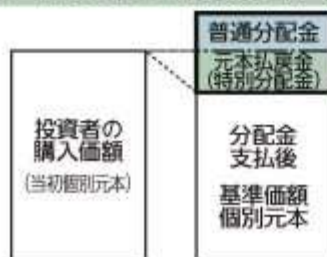 普通分配金
元本払戻金
(特別分配金)
投資者の
購入価額
(当初個別元本)
分配金
支払後
基準価額
個別元本